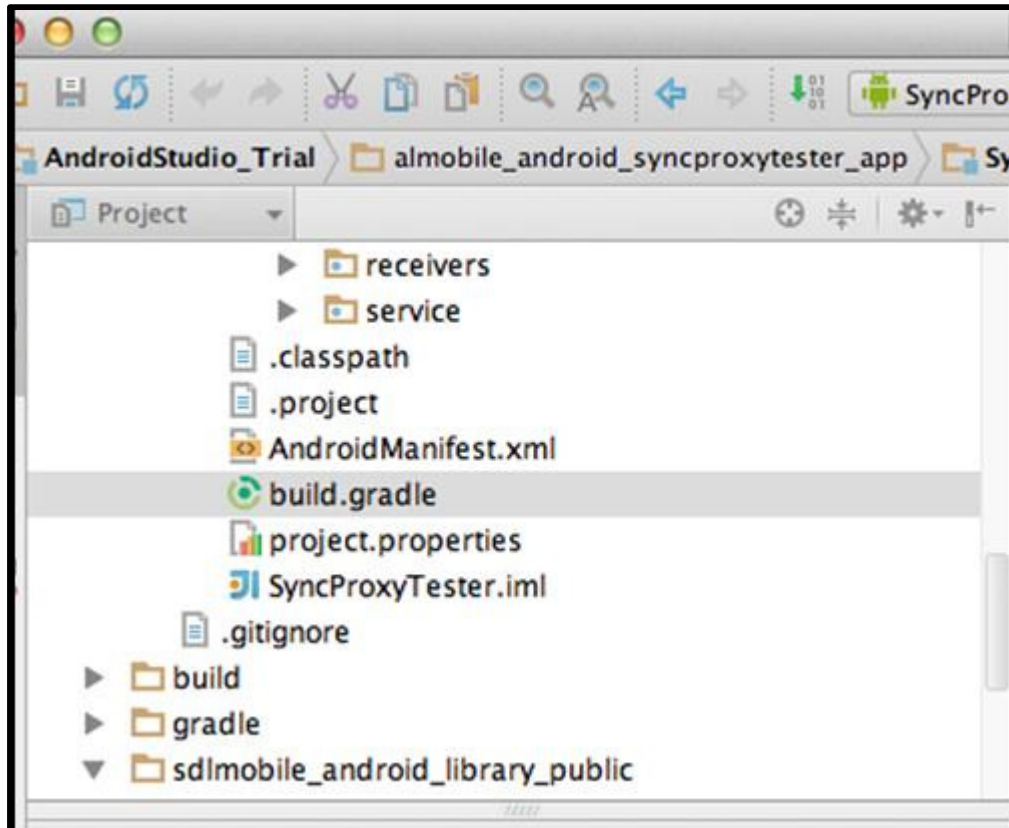 SyncPro
AndroidStudio_Trial almobile_android_syncproxytester_app Sy
Project
receivers
service
.classpath
.project
AndroidManifest.xml
build.gradle
project.properties
SyncProxyTester.iml
.gitignore
build
gradle
sdlmobile_android_library_public